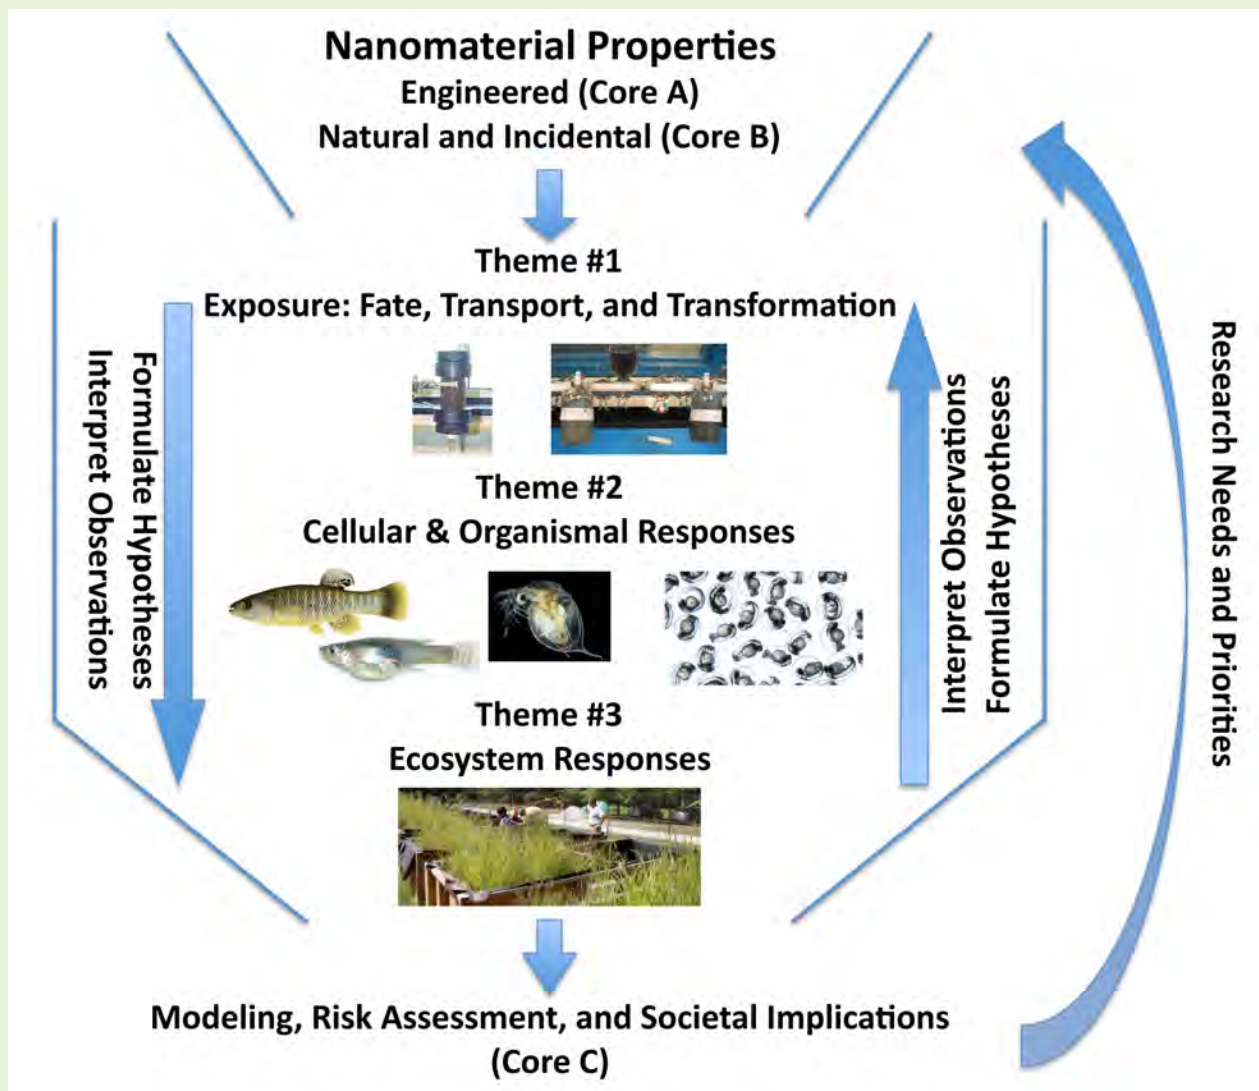 Nanomaterial Properties
Engineered (Core A)
Natural and Incidental (Core B)
Theme #1
Exposure: Fate, Transport, and Transformation
Formulate Hypotheses
Interpret Observations
Theme #2
Cellular & Organismal Responses
Interpret Observations
Formulate Hypotheses
Research Needs and Priorities
Theme #3
Ecosystem Responses
Modeling, Risk Assessment, and Societal Implications
(Core C)